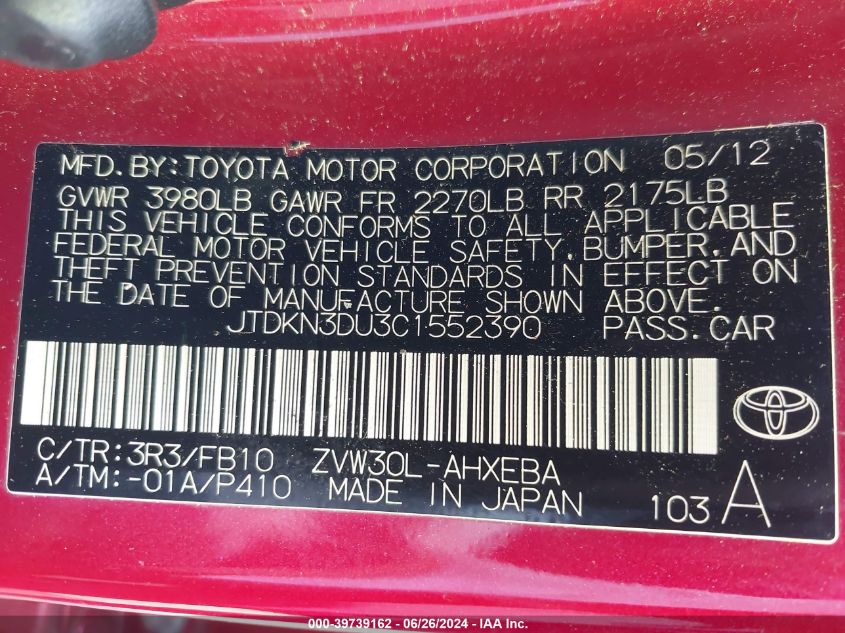 MFD.BY:TOYOTA MOTOR CORPORATION 05/12
GVWR 3980LB GAWR FR 2270LB RR 2175LB
THIS VEHICLE CONFORMS TO ALL APPLICABLE
FEDERAL MOTOR VEHICLE SAFETY,BUMPER,AND
THEFT PREVENTION STANDARDS IN EFFECT ON
THE DATE OF MANUFACTURE SHOWN ABOVE.
JTDKN3DU3C1552390 PASS.CAR
C/TR:3R3/FB10 ZVW30L-AHXEBA
A/TM:-01A/P410 MADE IN JAPAN 103 A
000-39739162 - 06/26/2024 - IAA Inc.